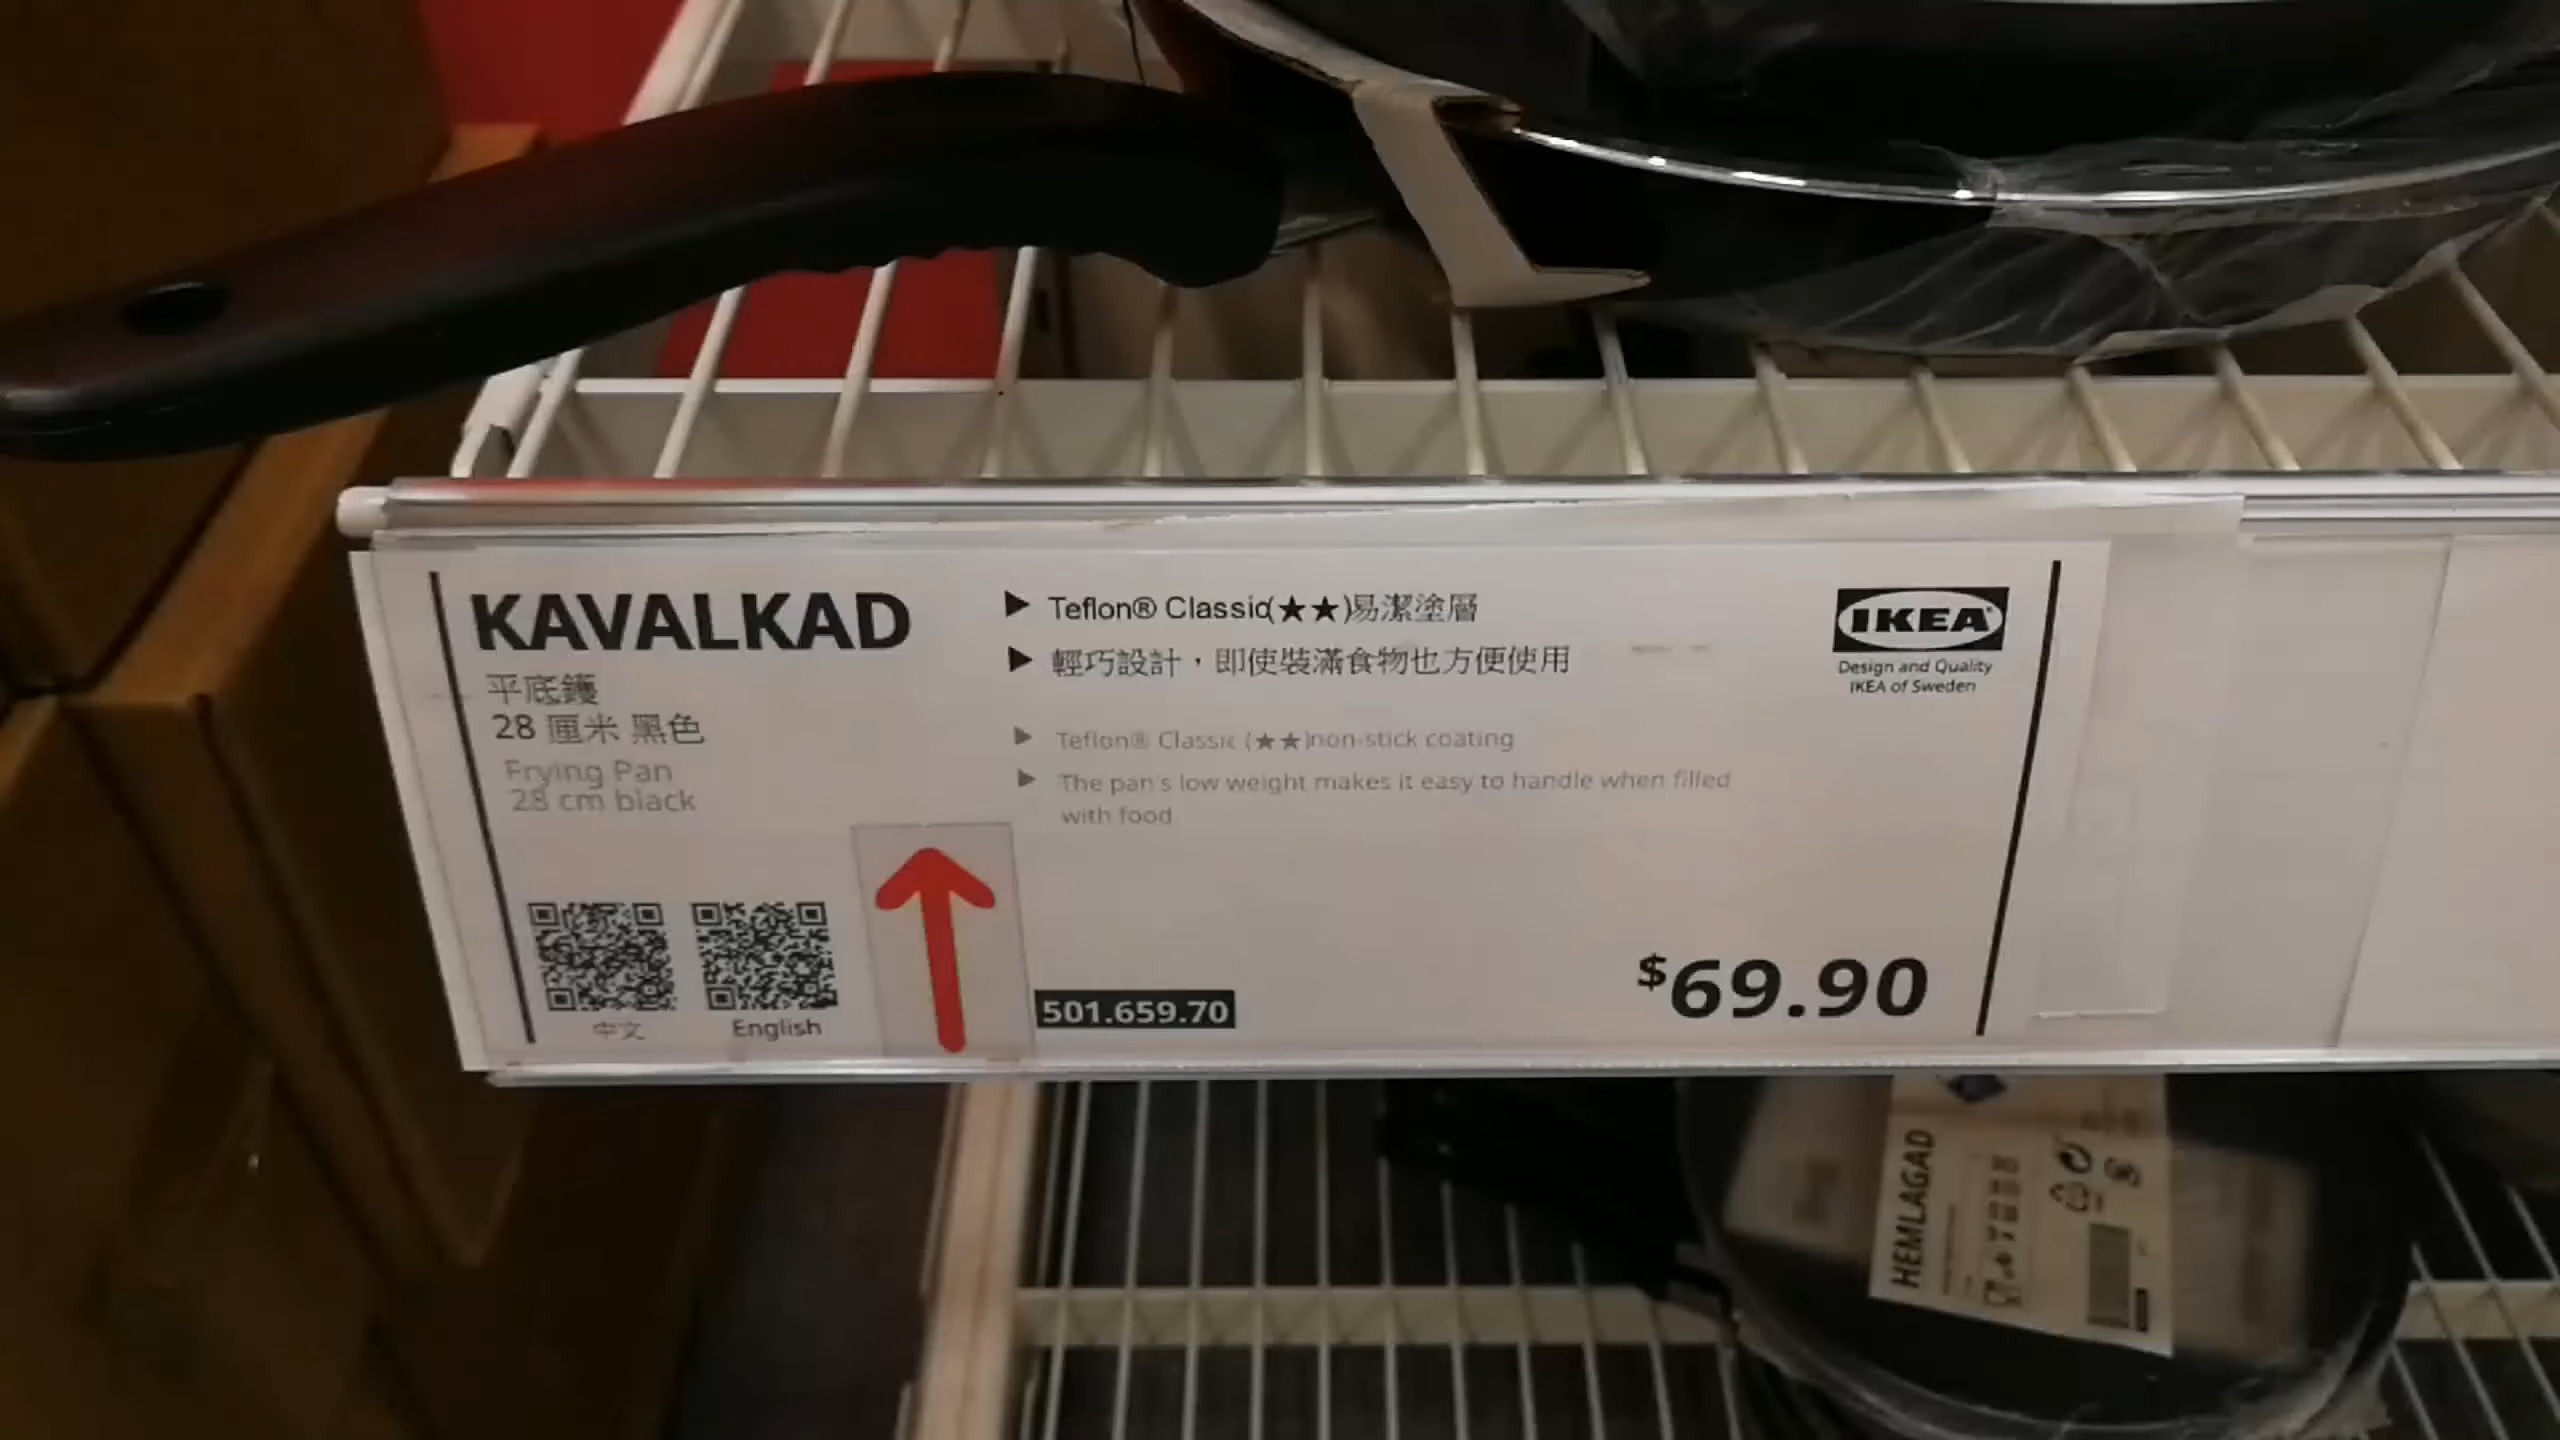 KAVALKAD
平底鑊
28 厘米 黑色
Frying Pan
28 cm black
中文
English
▶ Teflon® Classic(★★)易潔塗層
▶ 輕巧設計，即使裝滿食物也方便使用
▶ Teflon® Classic (★★)non-stick coating
▶ The pan's low weight makes it easy to handle when filled
with food.
501.659.70
IKEA®
Design and Quality
IKEA of Sweden
$69.90
HEMLAGAD